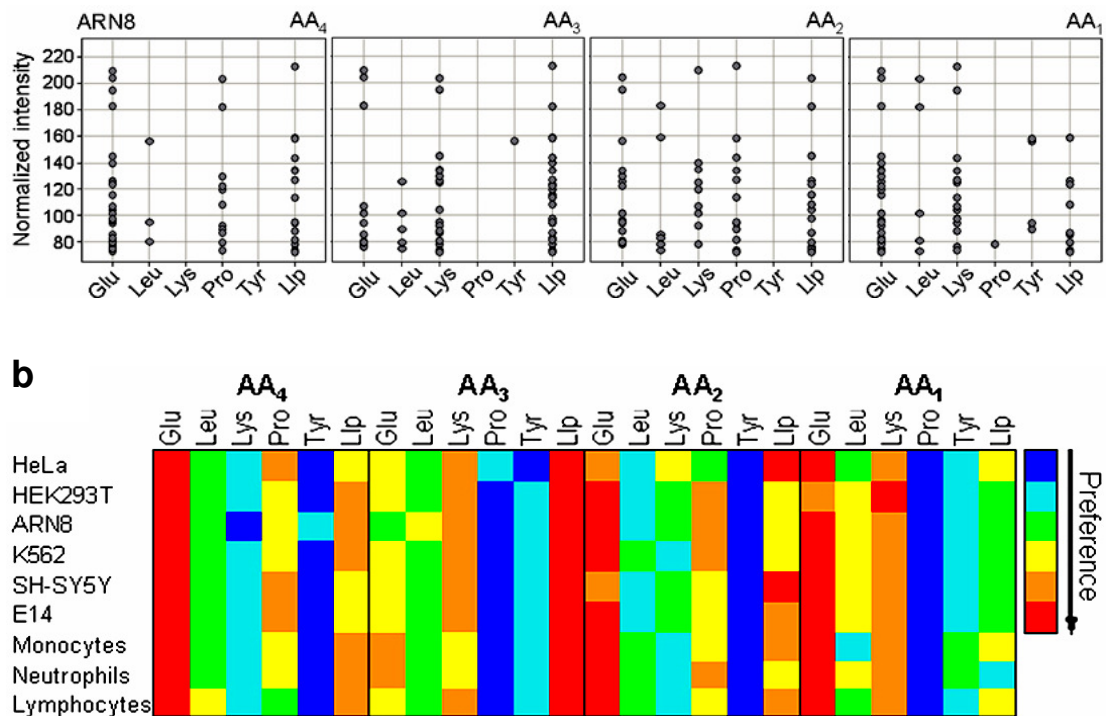 ARN8 AA4 AA3 AA2 AA1
Normalized intensity
220
200
180
160
140
120
100
80
Glu Leu Lys Pro Tyr Llp Glu Leu Lys Pro Tyr Llp Glu Leu Lys Pro Tyr Llp Glu Leu Lys Pro Tyr Llp
b
AA4 AA3 AA2 AA1
Glu Leu Lys Pro Tyr Llp Glu Leu Lys Pro Tyr Llp Glu Leu Lys Pro Tyr Llp Glu Leu Lys Pro Tyr Llp
HeLa
HEK293T
ARN8
K562
SH-SY5Y
E14
Monocytes
Neutrophils
Lymphocytes
Preference